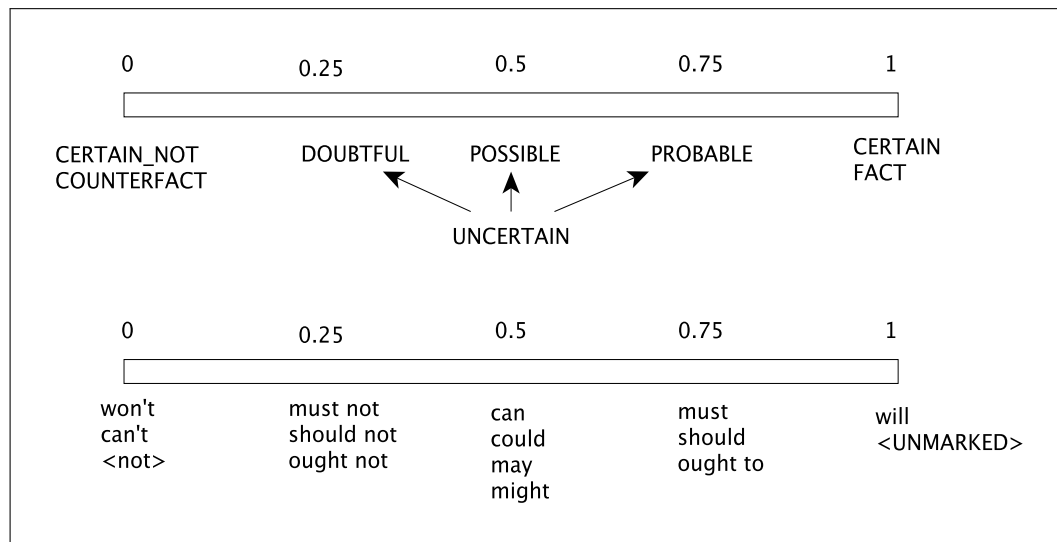 0 0.25 0.5 0.75 1
CERTAIN_NOT DOUBTFUL POSSIBLE PROBABLE CERTAIN
COUNTERFACT FACT
UNCERTAIN
0 0.25 0.5 0.75 1
won't must not can must will
can't should not could should <UNMARKED>
<not> ought not may ought to
might